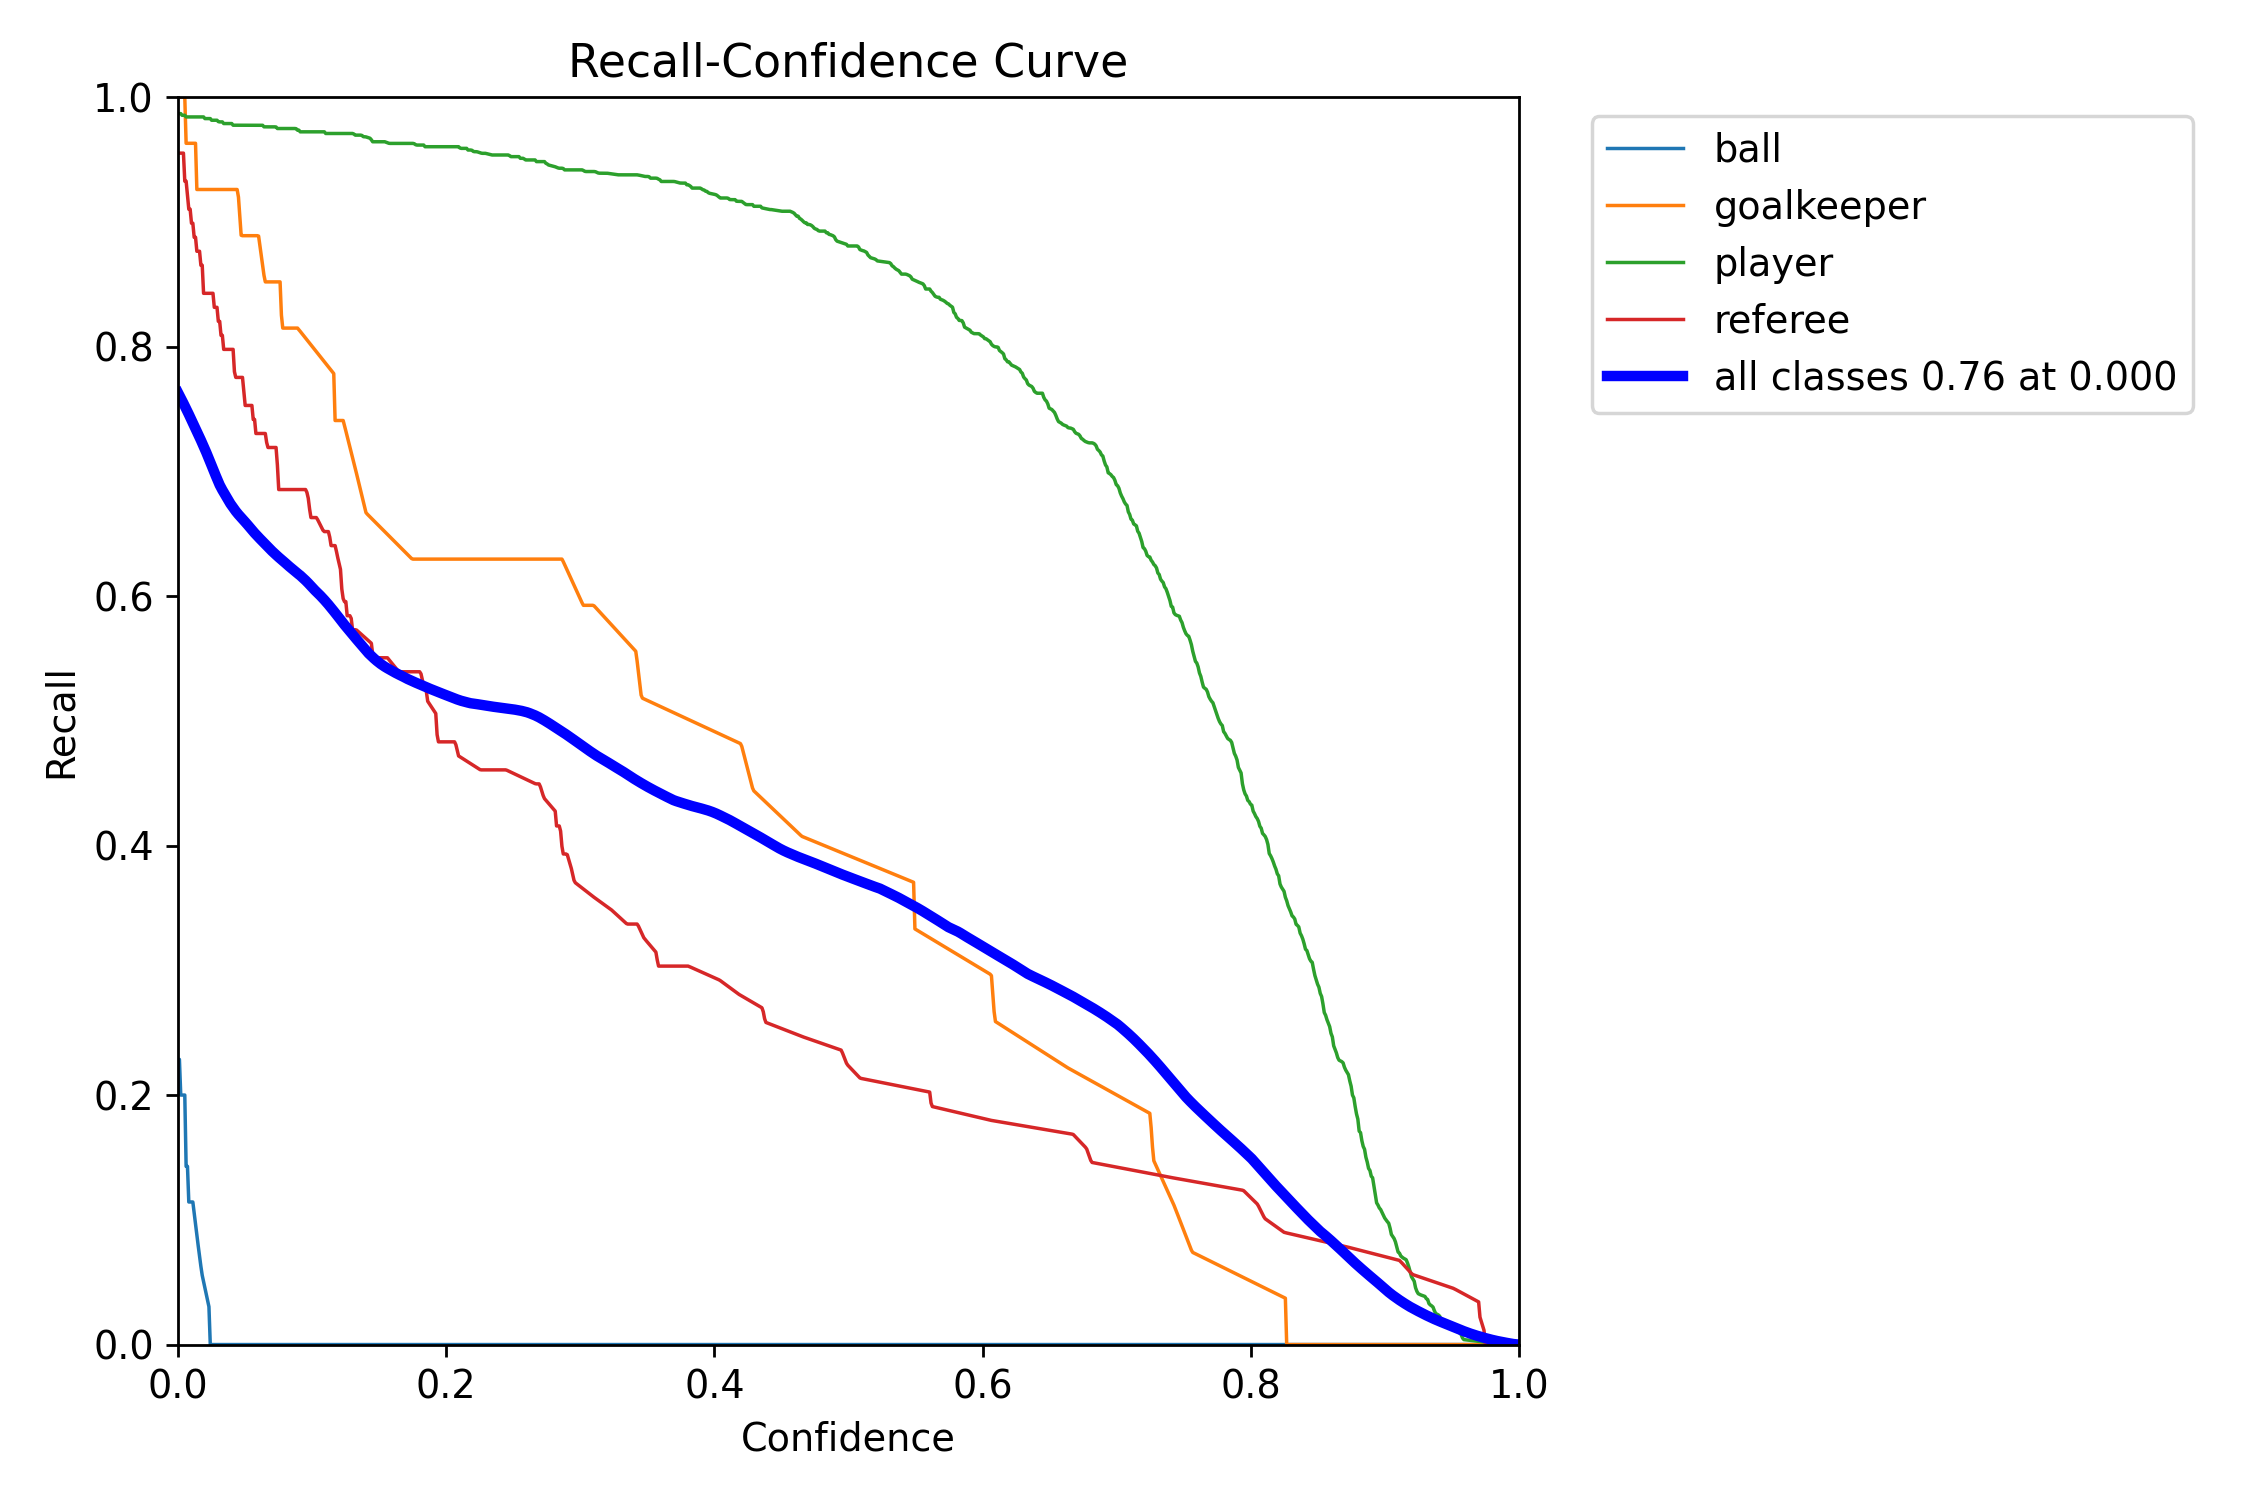 Recall-Confidence Curve
1.0
0.8
0.6
0.4
0.2
0.0
Recall
0.0 0.2 0.4 0.6 0.8 1.0
Confidence
ball
goalkeeper
player
referee
all classes 0.76 at 0.000